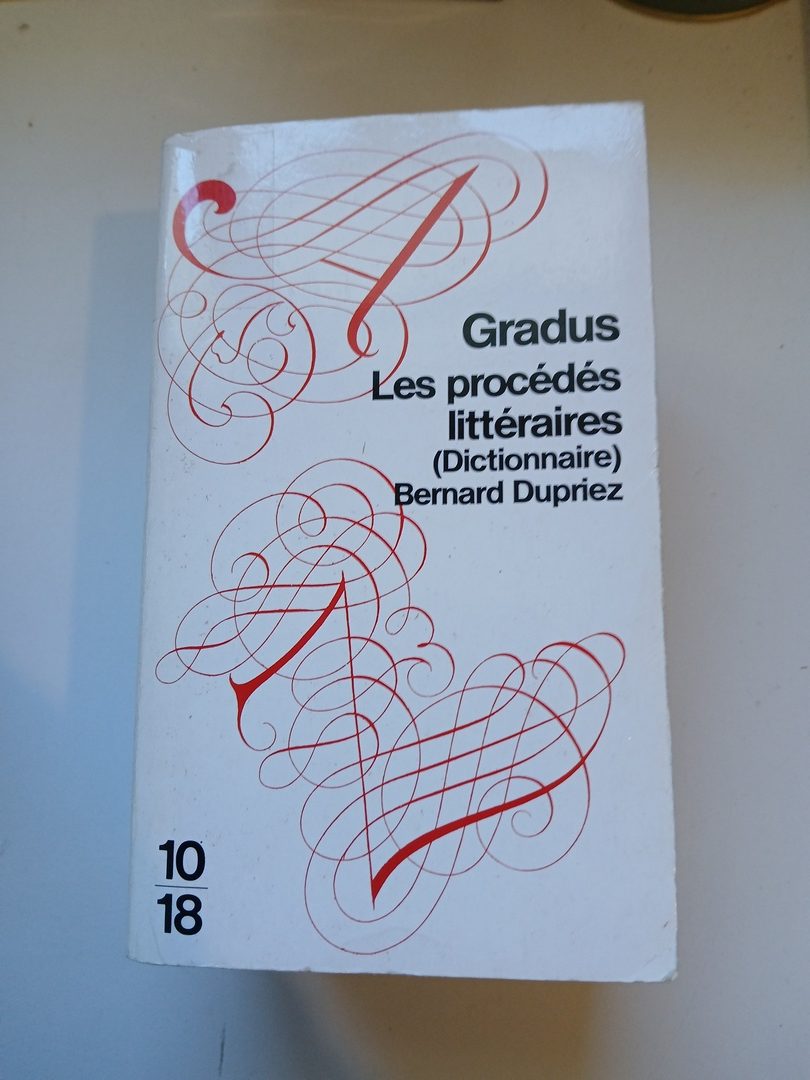 Gradus
Les procédés
littéraires
(Dictionnaire)
Bernard Dupriez
10
18